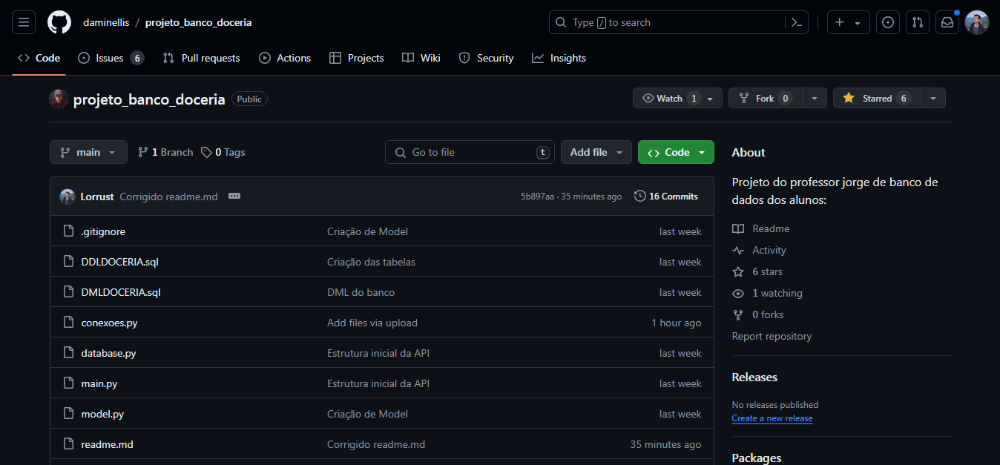 daminellis / projeto_banco_doceria
Type / to search
Code Issues 6 Pull requests Actions Projects Wiki Security Insights
projeto_banco_doceria Public
Watch 1 Fork 0 Starred 6
main 1 Branch 0 Tags
Go to file t Add file Code
Lorrust Corrigido readme.md 5b897aa · 35 minutes ago 16 Commits
.gitignore Criação de Model last week
DDLDOCERIA.sql Criação das tabelas last week
DMLDOCERIA.sql DML do banco last week
conexoes.py Add files via upload 1 hour ago
database.py Estrutura inicial da API last week
main.py Estrutura inicial da API last week
model.py Criação de Model last week
readme.md Corrigido readme.md 35 minutes ago
About
Projeto do professor jorge de banco de
dados dos alunos:
Readme
Activity
6 stars
1 watching
0 forks
Report repository
Releases
No releases published
Create a new release
Packages